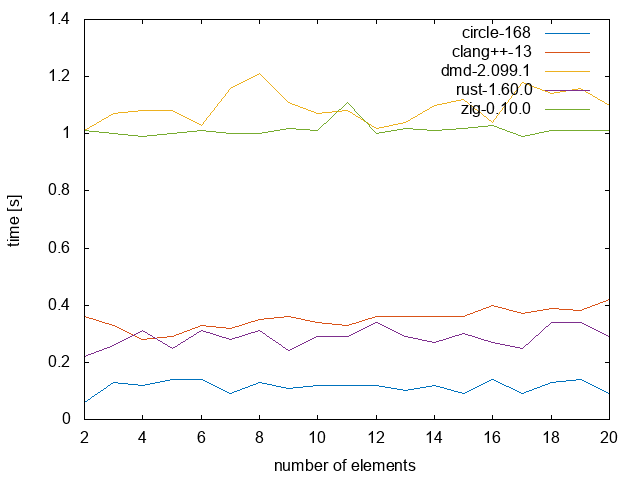 1.4
1.2
1
0.8
0.6
0.4
0.2
0
time [s]
circle-168
clang++-13
dmd-2.099.1
rust-1.60.0
zig-0.10.0
2 4 6 8 10 12 14 16 18 20
number of elements